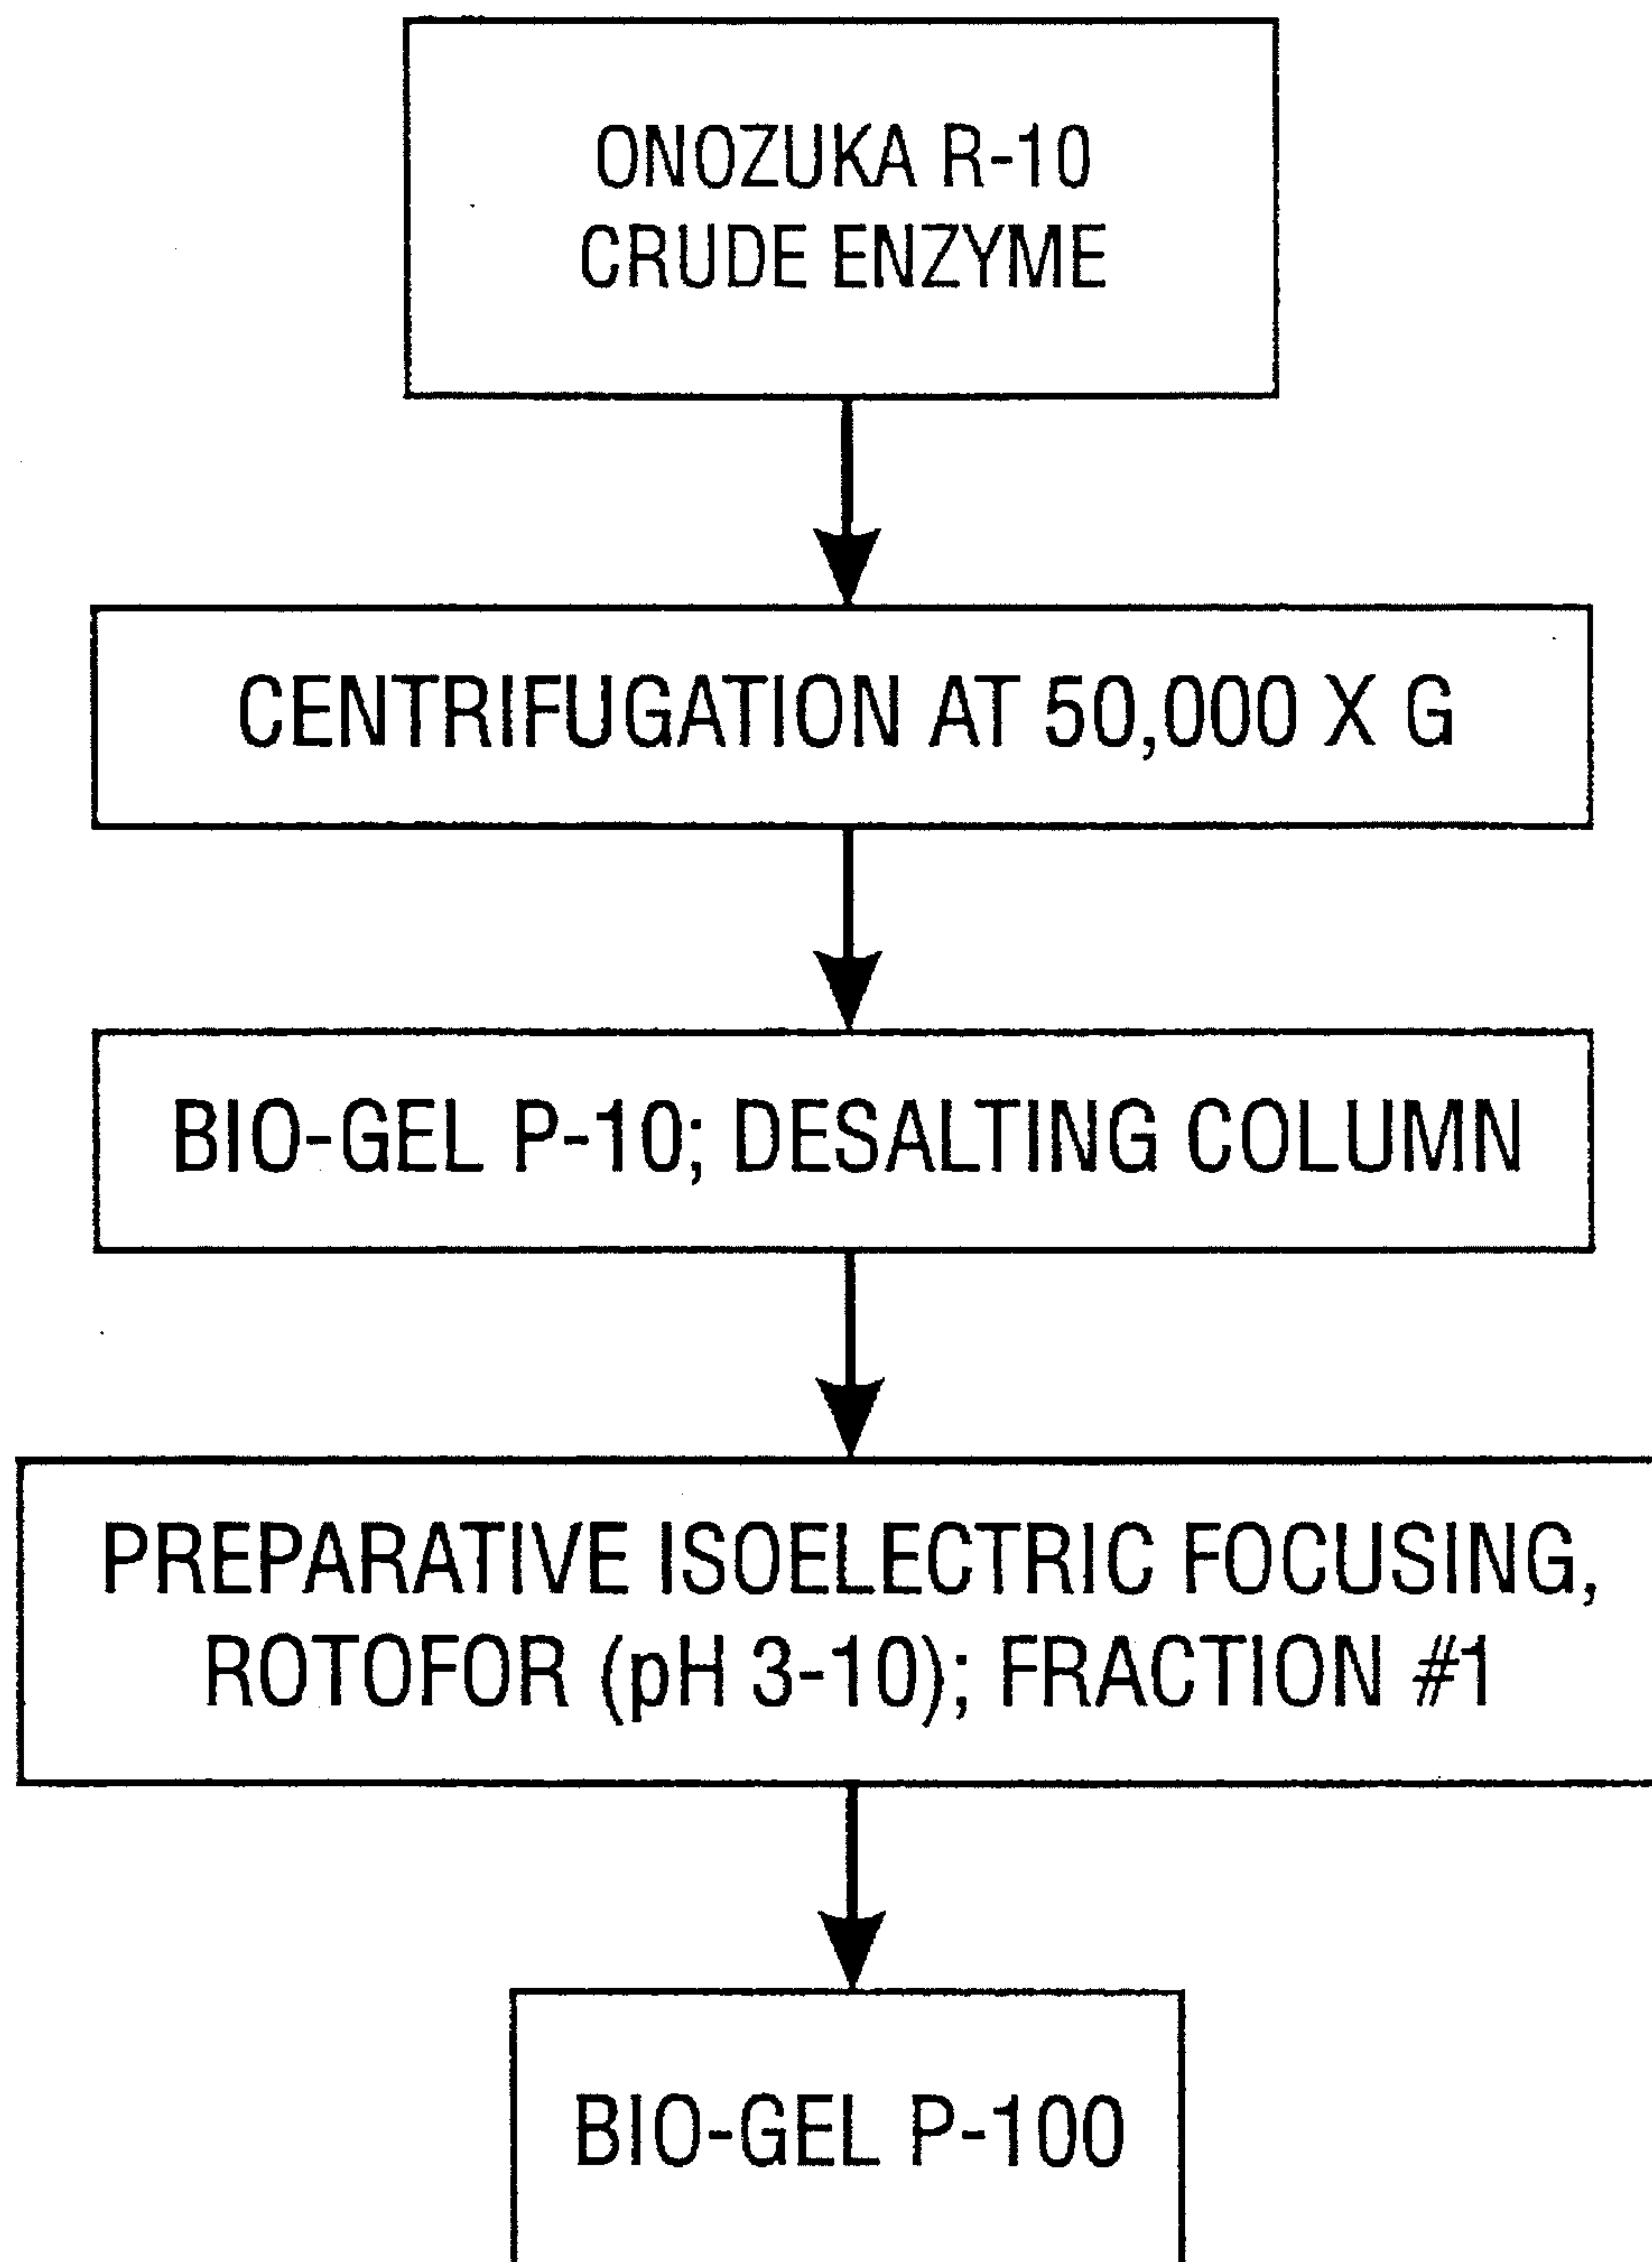 ONOZUKA R-10
CRUDE ENZYME
CENTRIFUGATION AT 50,000 X G
BIO-GEL P-10; DESALTING COLUMN
PREPARATIVE ISOELECTRIC FOCUSING,
ROTOFOR (pH 3-10); FRACTION #1
BIO-GEL P-100